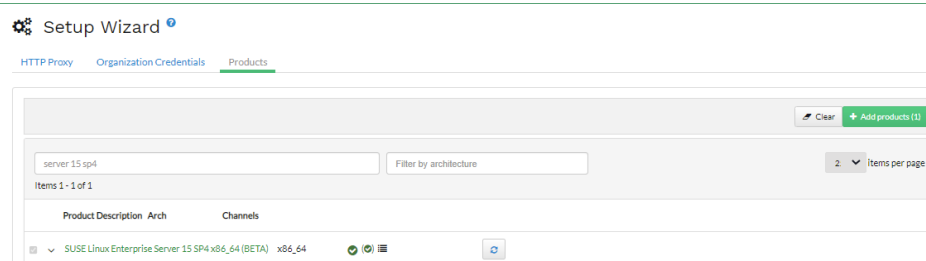 Setup Wizard ?
HTTP Proxy Organization Credentials Products
Clear + Add products (1)
server 15 sp4 Filter by architecture 2 items per page
Items 1 - 1 of 1
Product Description Arch Channels
SUSE Linux Enterprise Server 15 SP4 x86_64 (BETA) x86_64